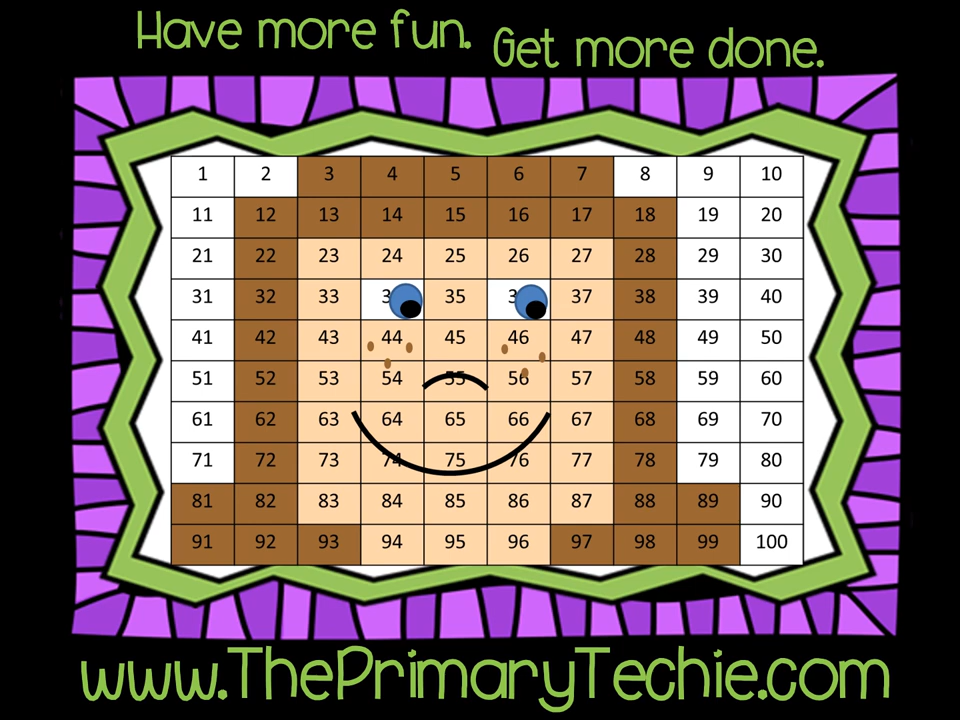 Have more fun. Get more done.
1 2 3 4 5 6 7 8 9 10
11 12 13 14 15 16 17 18 19 20
21 22 23 24 25 26 27 28 29 30
31 32 33 3 35 3 37 38 39 40
41 42 43 44 45 46 47 48 49 50
51 52 53 54 55 56 57 58 59 60
61 62 63 64 65 66 67 68 69 70
71 72 73 74 75 76 77 78 79 80
81 82 83 84 85 86 87 88 89 90
91 92 93 94 95 96 97 98 99 100
www.ThePrimaryTechie.com